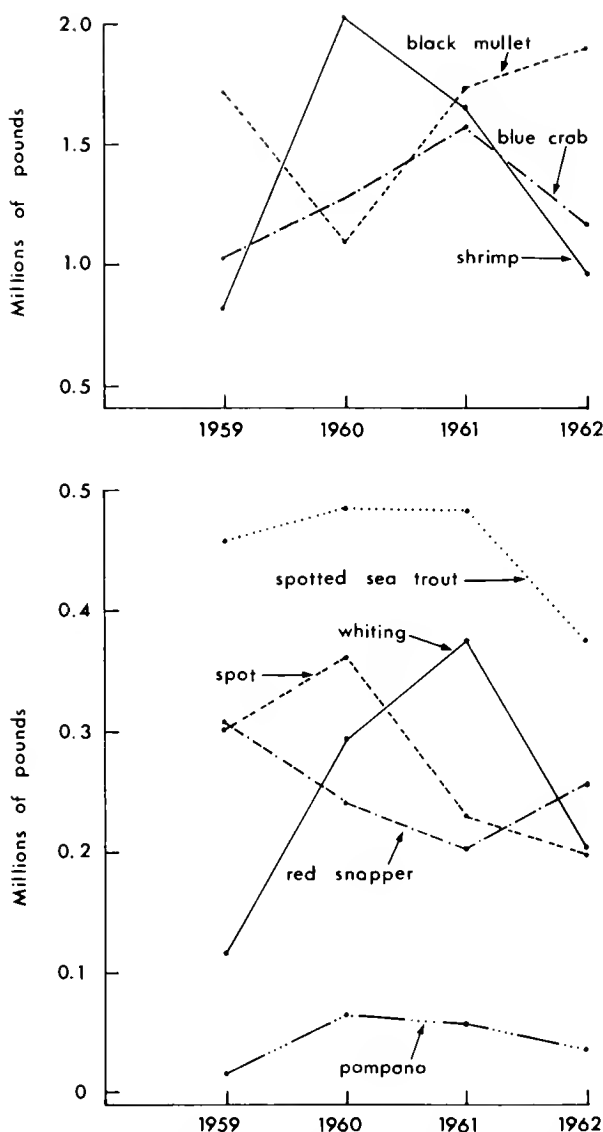 Millions of pounds
2.0
1.5
1.0
0.5
black mullet
blue crab
shrimp
1959 1960 1961 1962
Millions of pounds
0.5
0.4
0.3
0.2
0.1
0
spotted sea trout
whiting
spot
red snapper
pompano
1959 1960 1961 1962